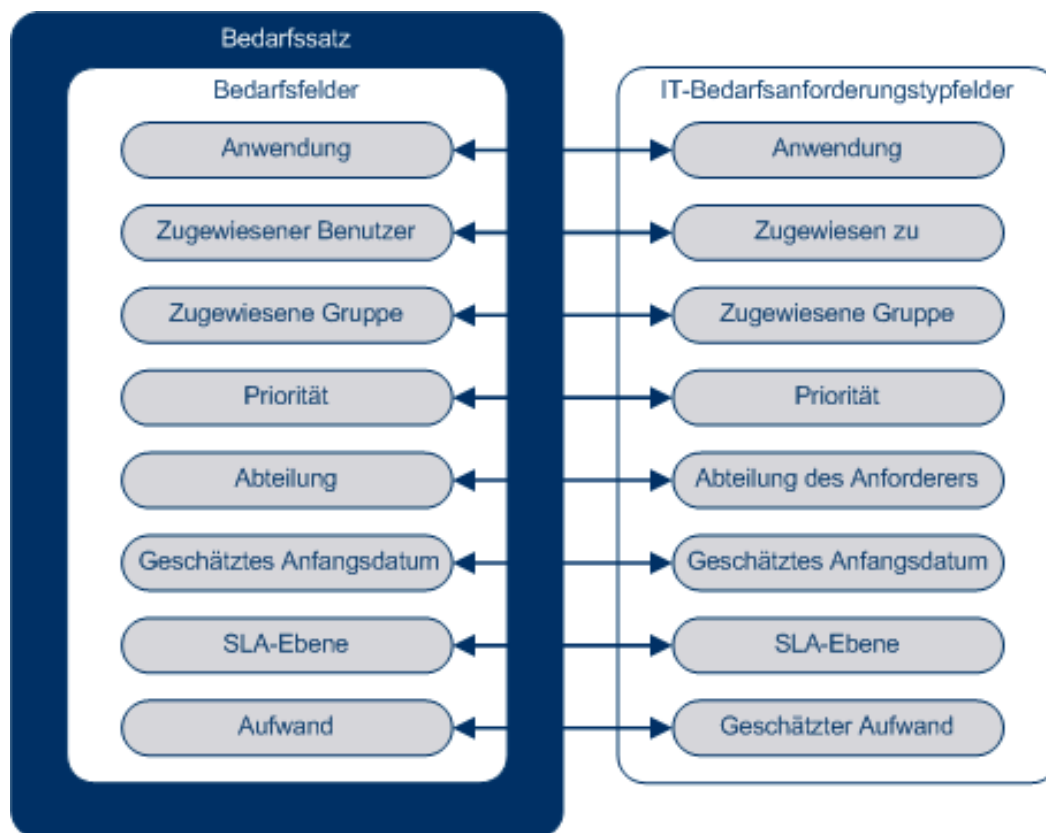 Bedarfssatz
Bedarfsfelder
IT-Bedarfsanforderungstypfelder
Anwendung
Anwendung
Zugewiesener Benutzer
Zugewiesen zu
Zugewiesene Gruppe
Zugewiesene Gruppe
Priorität
Priorität
Abteilung
Abteilung des Anforderers
Geschätztes Anfangsdatum
Geschätztes Anfangsdatum
SLA-Ebene
SLA-Ebene
Aufwand
Geschätzter Aufwand